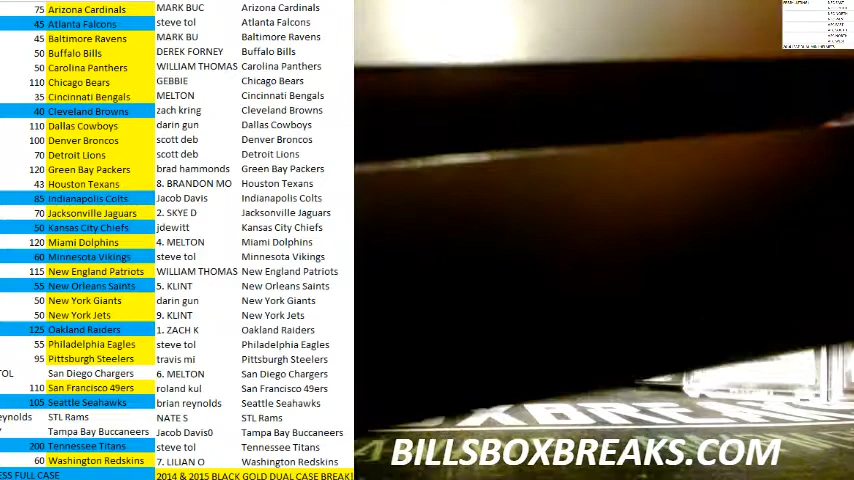 75 Arizona Cardinals MARK BUC Arizona Cardinals
45 Atlanta Falcons steve tol Atlanta Falcons
45 Baltimore Ravens MARK BU Baltimore Ravens
50 Buffalo Bills DEREK FORNEY Buffalo Bills
50 Carolina Panthers WILLIAM THOMAS Carolina Panthers
110 Chicago Bears GEBBIE Chicago Bears
35 Cincinnati Bengals MELTON Cincinnati Bengals
40 Cleveland Browns zach kring Cleveland Browns
110 Dallas Cowboys darin gun Dallas Cowboys
100 Denver Broncos scott deb Denver Broncos
70 Detroit Lions scott deb Detroit Lions
120 Green Bay Packers brad hammonds Green Bay Packers
43 Houston Texans 8. BRANDON MO Houston Texans
85 Indianapolis Colts Jacob Davis Indianapolis Colts
70 Jacksonville Jaguars 2. SKYE D Jacksonville Jaguars
50 Kansas City Chiefs jdewitt Kansas City Chiefs
120 Miami Dolphins 4. MELTON Miami Dolphins
60 Minnesota Vikings steve tol Minnesota Vikings
115 New England Patriots WILLIAM THOMAS New England Patriots
55 New Orleans Saints 5. KLINT New Orleans Saints
50 New York Giants darin gun New York Giants
50 New York Jets 9. KLINT New York Jets
125 Oakland Raiders 1. ZACH K Oakland Raiders
55 Philadelphia Eagles steve tol Philadelphia Eagles
95 Pittsburgh Steelers travis mi Pittsburgh Steelers
TOL San Diego Chargers 6. MELTON San Diego Chargers
110 San Francisco 49ers roland kul San Francisco 49ers
105 Seattle Seahawks brian reynolds Seattle Seahawks
eynolds STL Rams NATE S STL Rams
Tampa Bay Buccaneers Jacob Davis0 Tampa Bay Buccaneers
200 Tennessee Titans steve tol Tennessee Titans
60 Washington Redskins 7. LILIAN O Washington Redskins
ESS FULL CASE 2014 & 2015 BLACK GOLD DUAL CASE BREAK
BILLSBOXBREAKS.COM